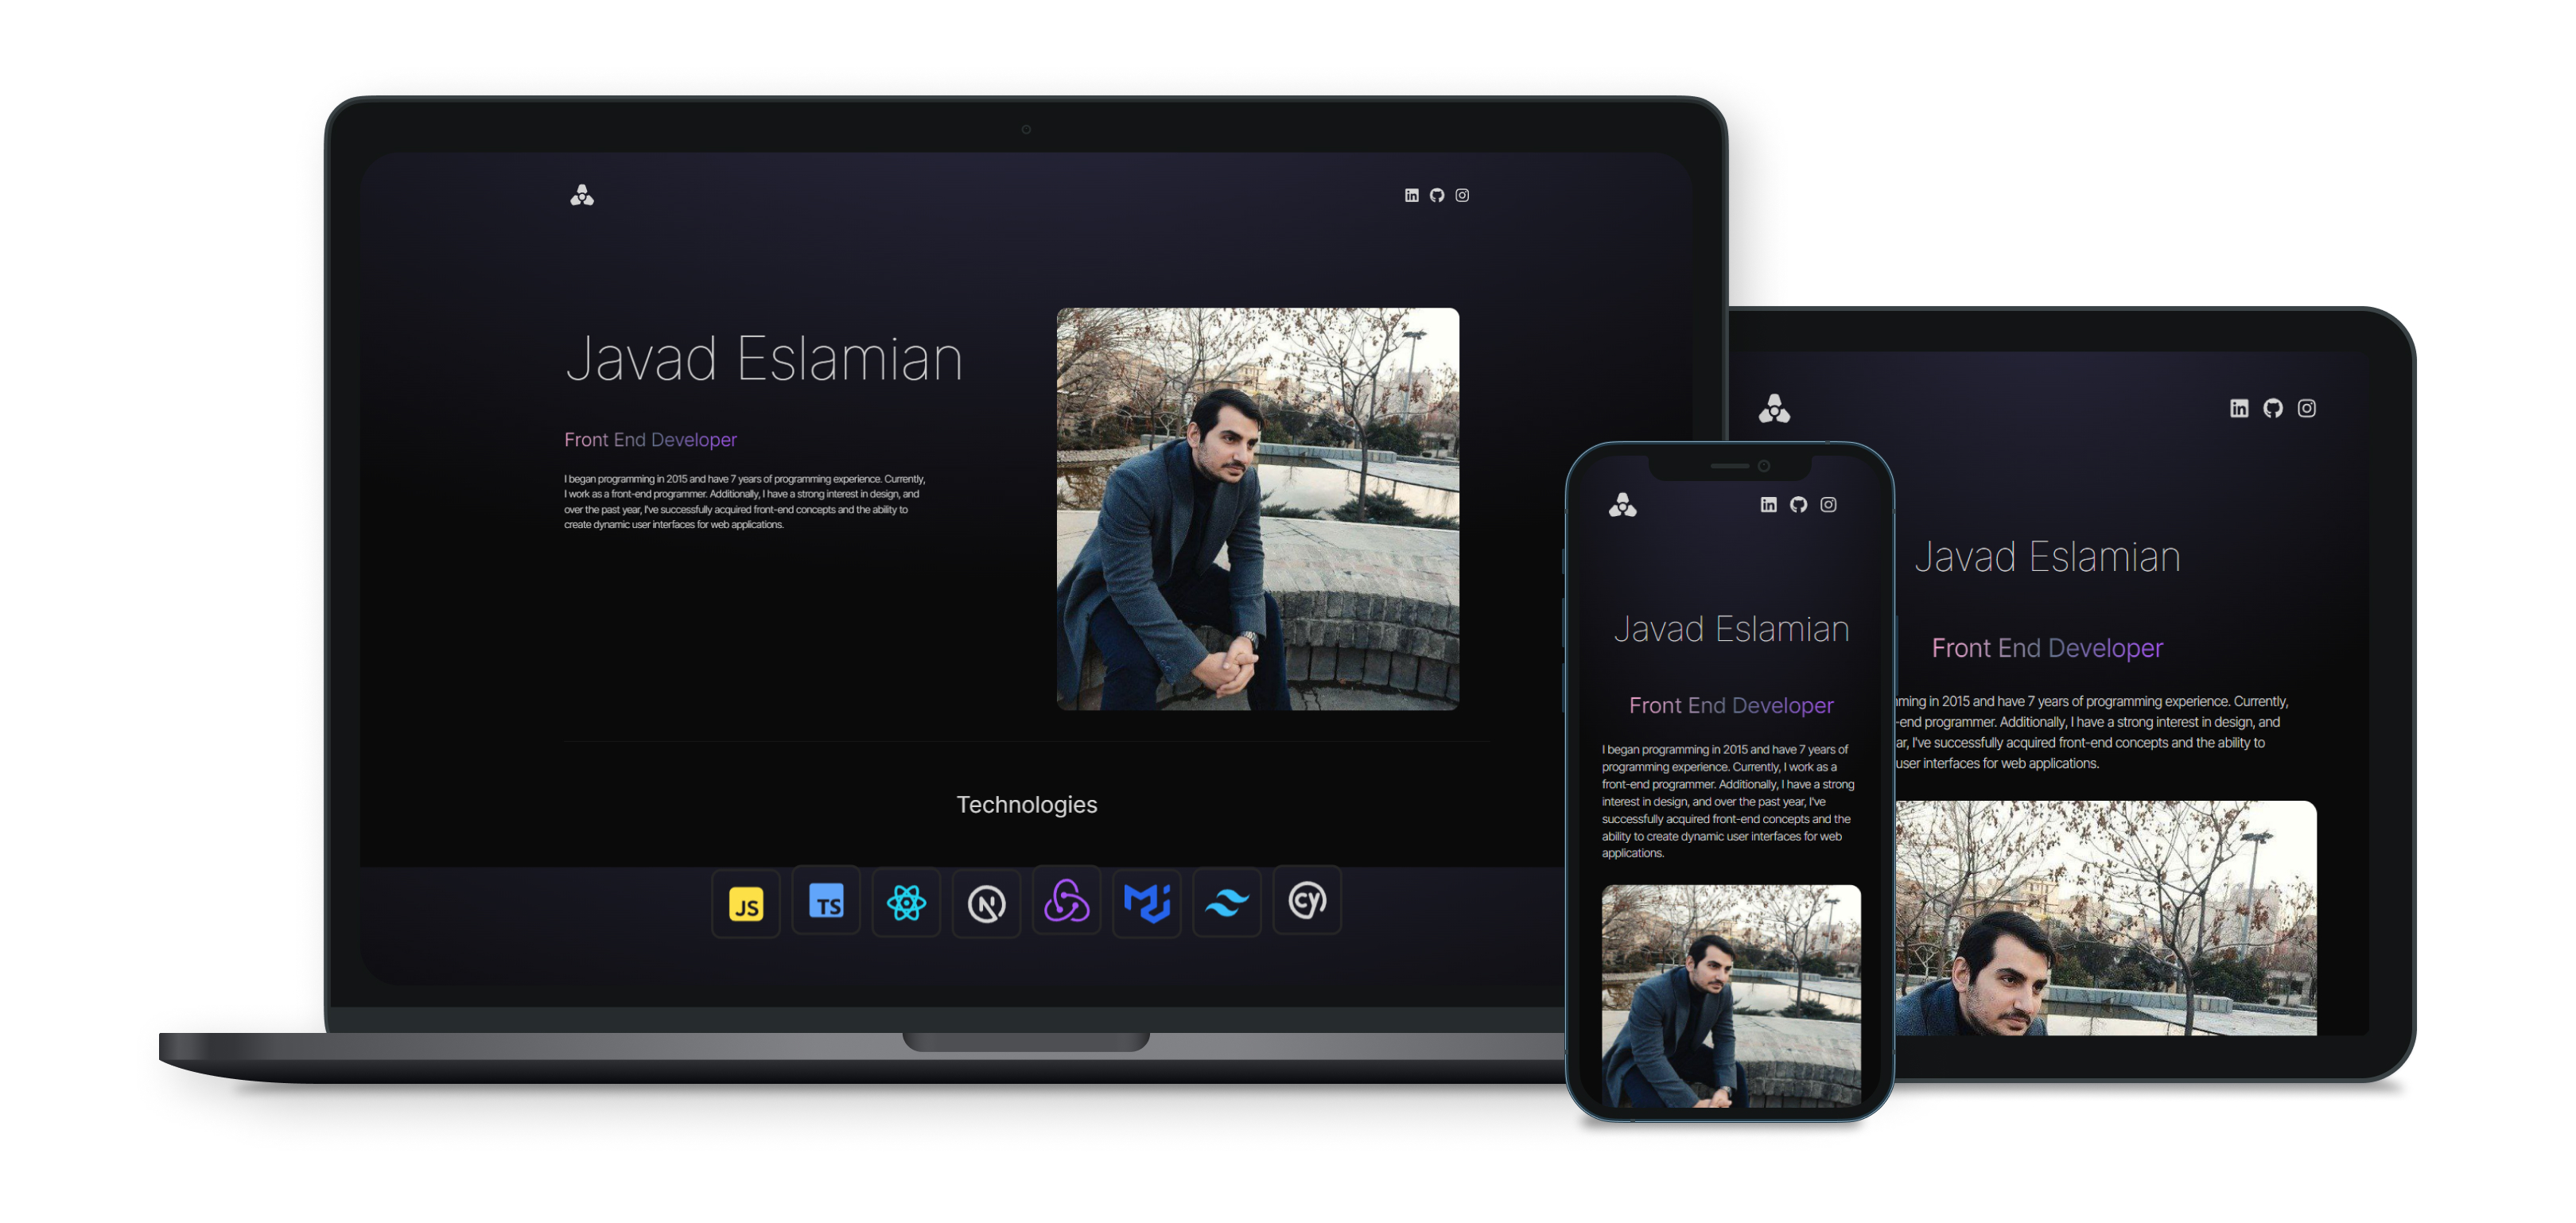 Javad Eslamian
Front End Developer
I began programming in 2015 and have 7 years of programming experience. Currently,
I work as a front-end programmer. Additionally, I have a strong interest in design, and
over the past year, I've successfully acquired front-end concepts and the ability to
create dynamic user interfaces for web applications.
Technologies
JS
TS
N
cy
in
Javad Eslamian
Front End Developer
I began programming in 2015 and have 7 years of
programming experience. Currently, I work as a
front-end programmer. Additionally, I have a strong
interest in design, and over the past year, I've
successfully acquired front-end concepts and the
ability to create dynamic user interfaces for web
applications.
in
Javad Eslamian
Front End Developer
in 2015 and have 7 years of programming experience. Currently,
-end programmer. Additionally, I have a strong interest in design, and
I've successfully acquired front-end concepts and the ability to
user interfaces for web applications.
in